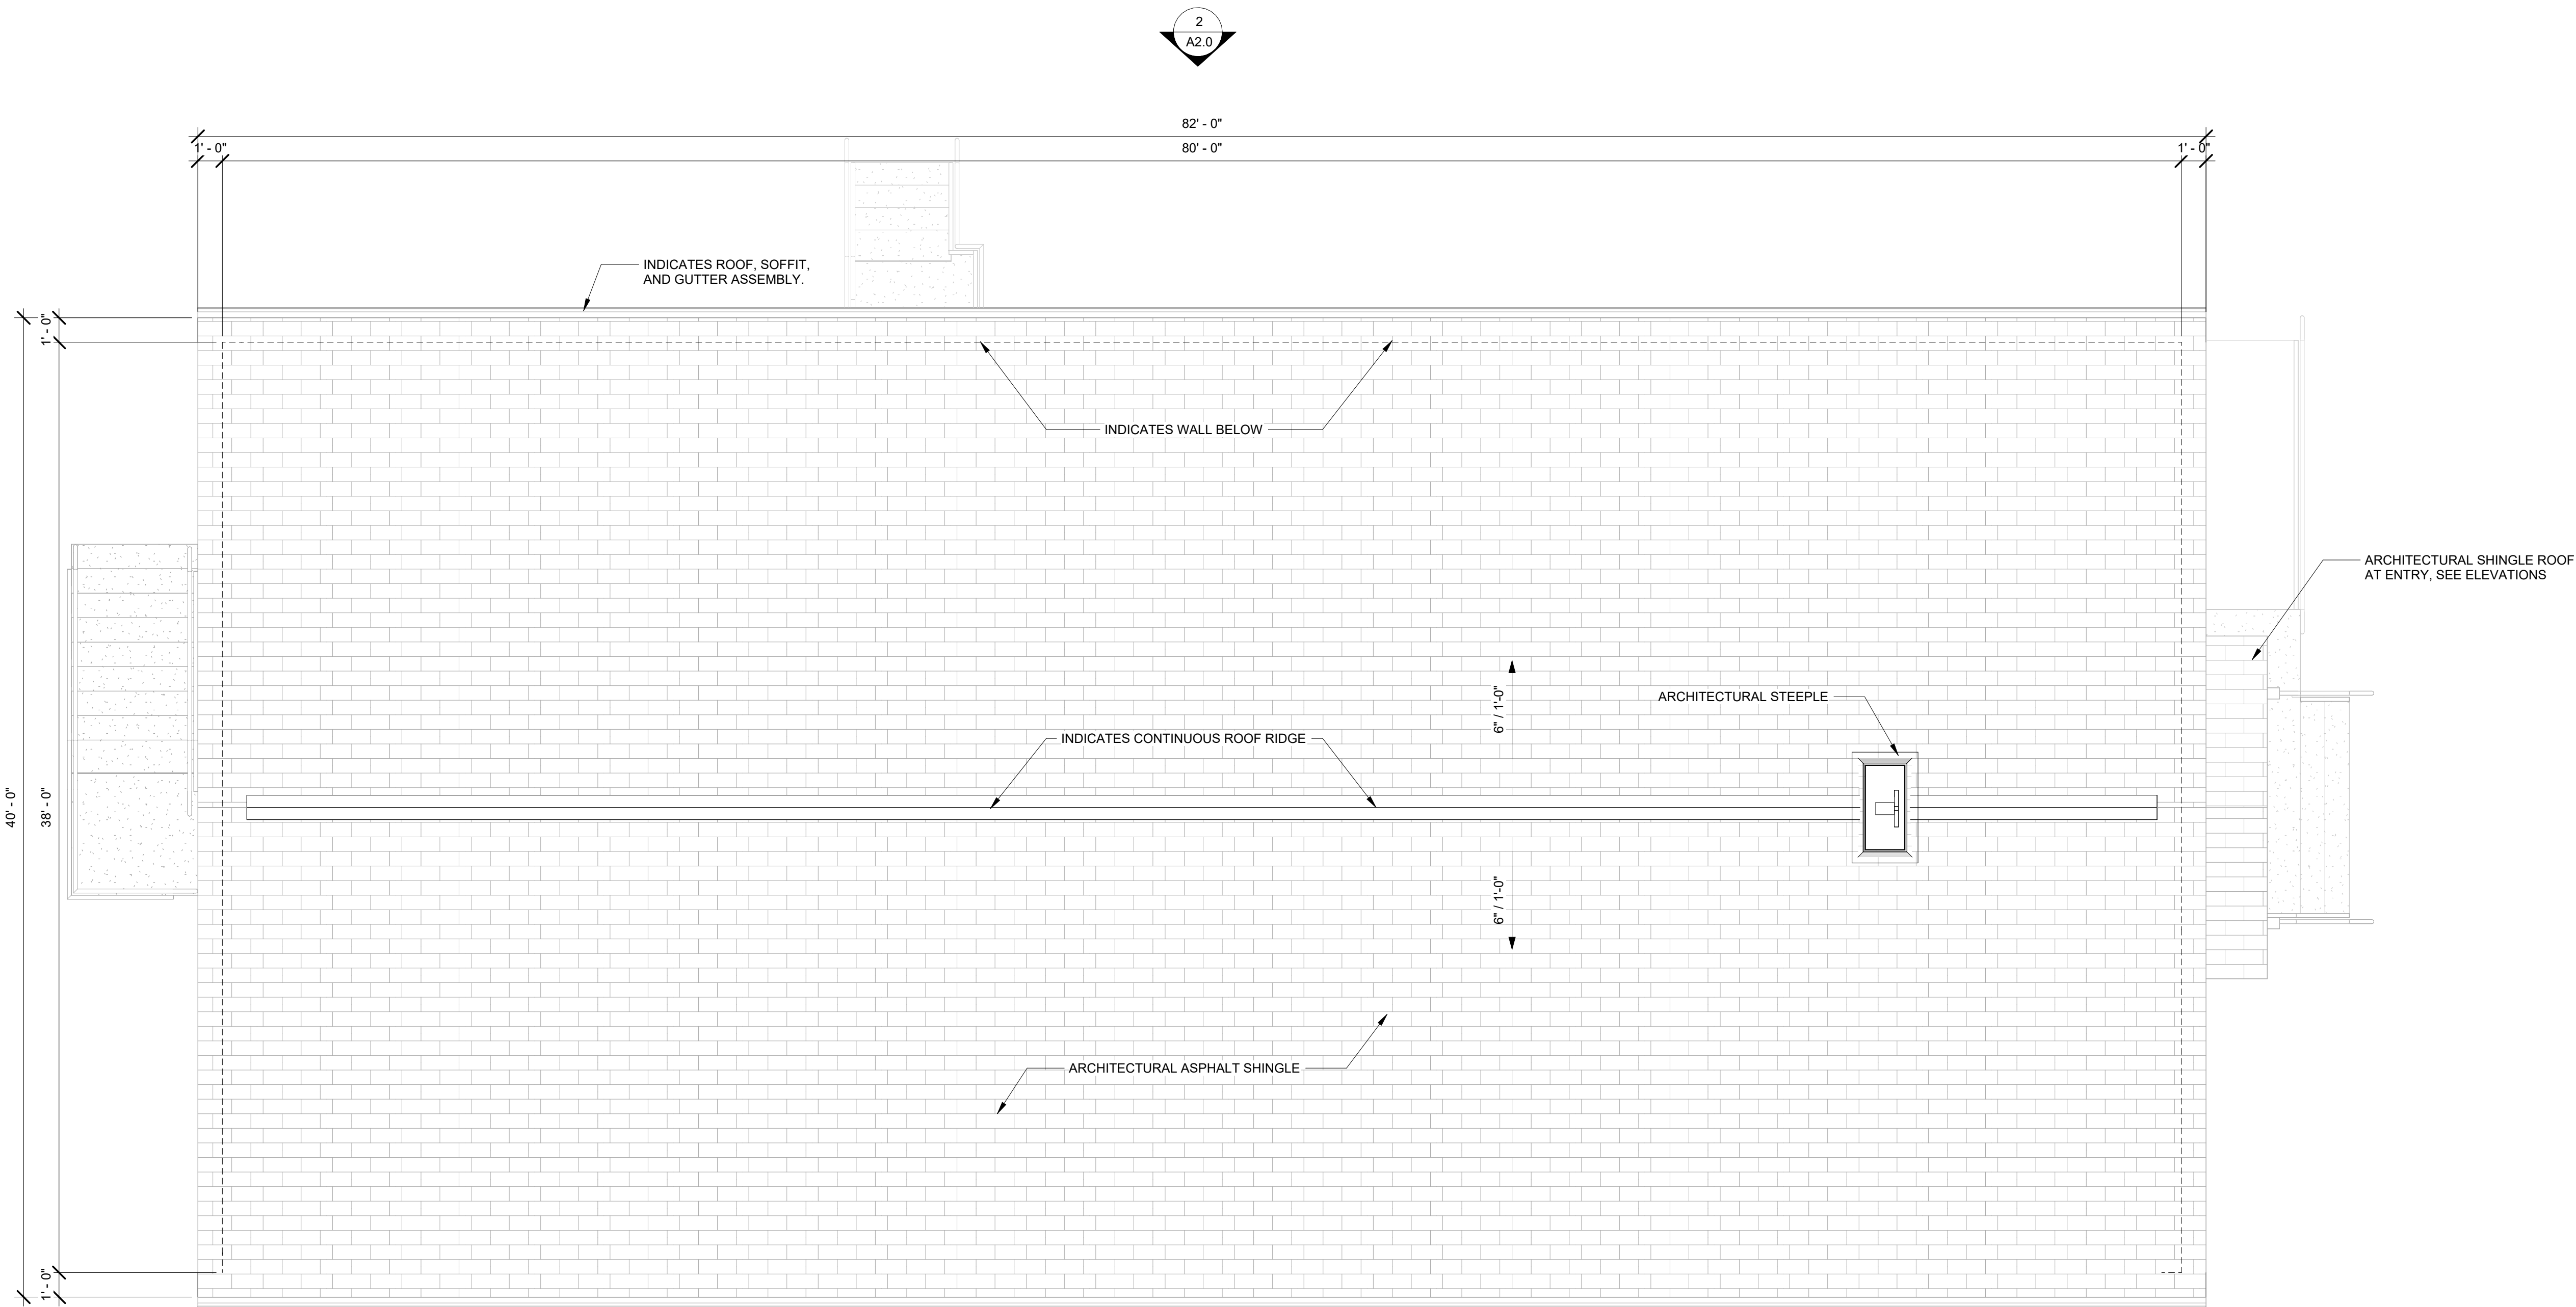 2
A2.0
82' - 0"
1' - 0"
80' - 0"
1' - 0"
INDICATES ROOF, SOFFIT,
AND GUTTER ASSEMBLY.
1' - 0"
INDICATES WALL BELOW
ARCHITECTURAL SHINGLE ROOF
AT ENTRY, SEE ELEVATIONS
6" / 1'-0"
ARCHITECTURAL STEEPLE
INDICATES CONTINUOUS ROOF RIDGE
40' - 0"
38' - 0"
6" / 1'-0"
ARCHITECTURAL ASPHALT SHINGLE
1' - 0"